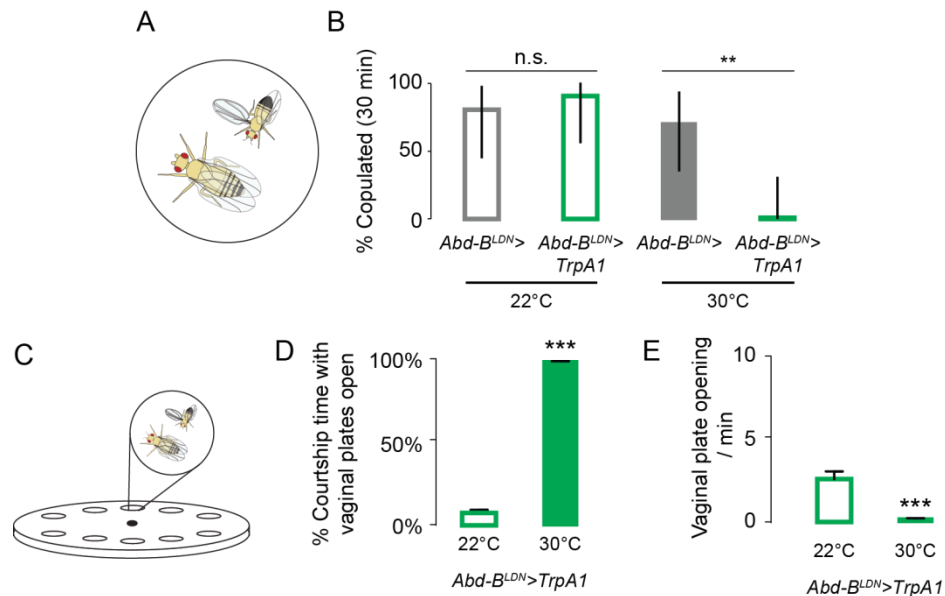 A
B
% Copulated (30 min)
100
50
0
n.s.
**
Abd-B^LDN>
Abd-B^LDN>
TrpA1
Abd-B^LDN>
Abd-B^LDN>
TrpA1
22°C
30°C
C
D
% Courtship time with
vaginal plates open
100%
50%
0%
***
22°C
30°C
Abd-B^LDN>TrpA1
E
Vaginal plate opening
/ min
10
5
0
***
22°C
30°C
Abd-B^LDN>TrpA1